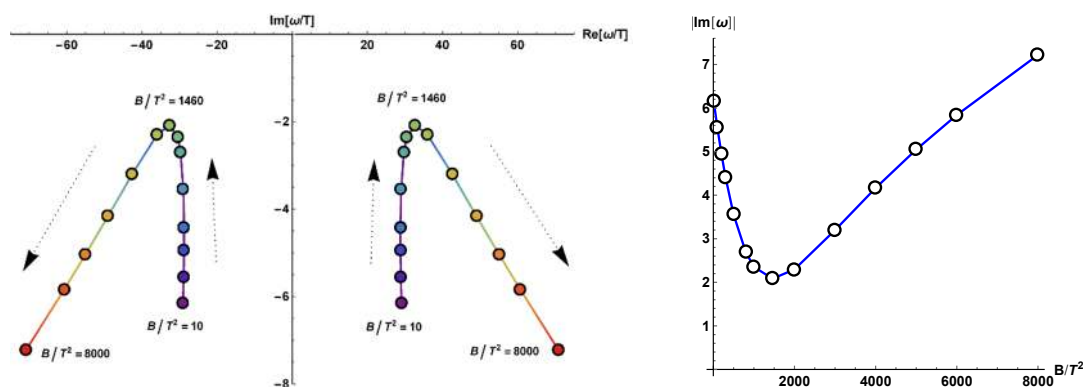 Im[ω/T]
Re[ω/T]
−60 −40 −20 20 40 60
−2
−4
−6
−8
B/T² = 1460
B/T² = 1460
B/T² = 10
B/T² = 10
B/T² = 8000
B/T² = 8000
|Im[ω]|
7
6
5
4
3
2
1
2000 4000 6000 8000
B/T²